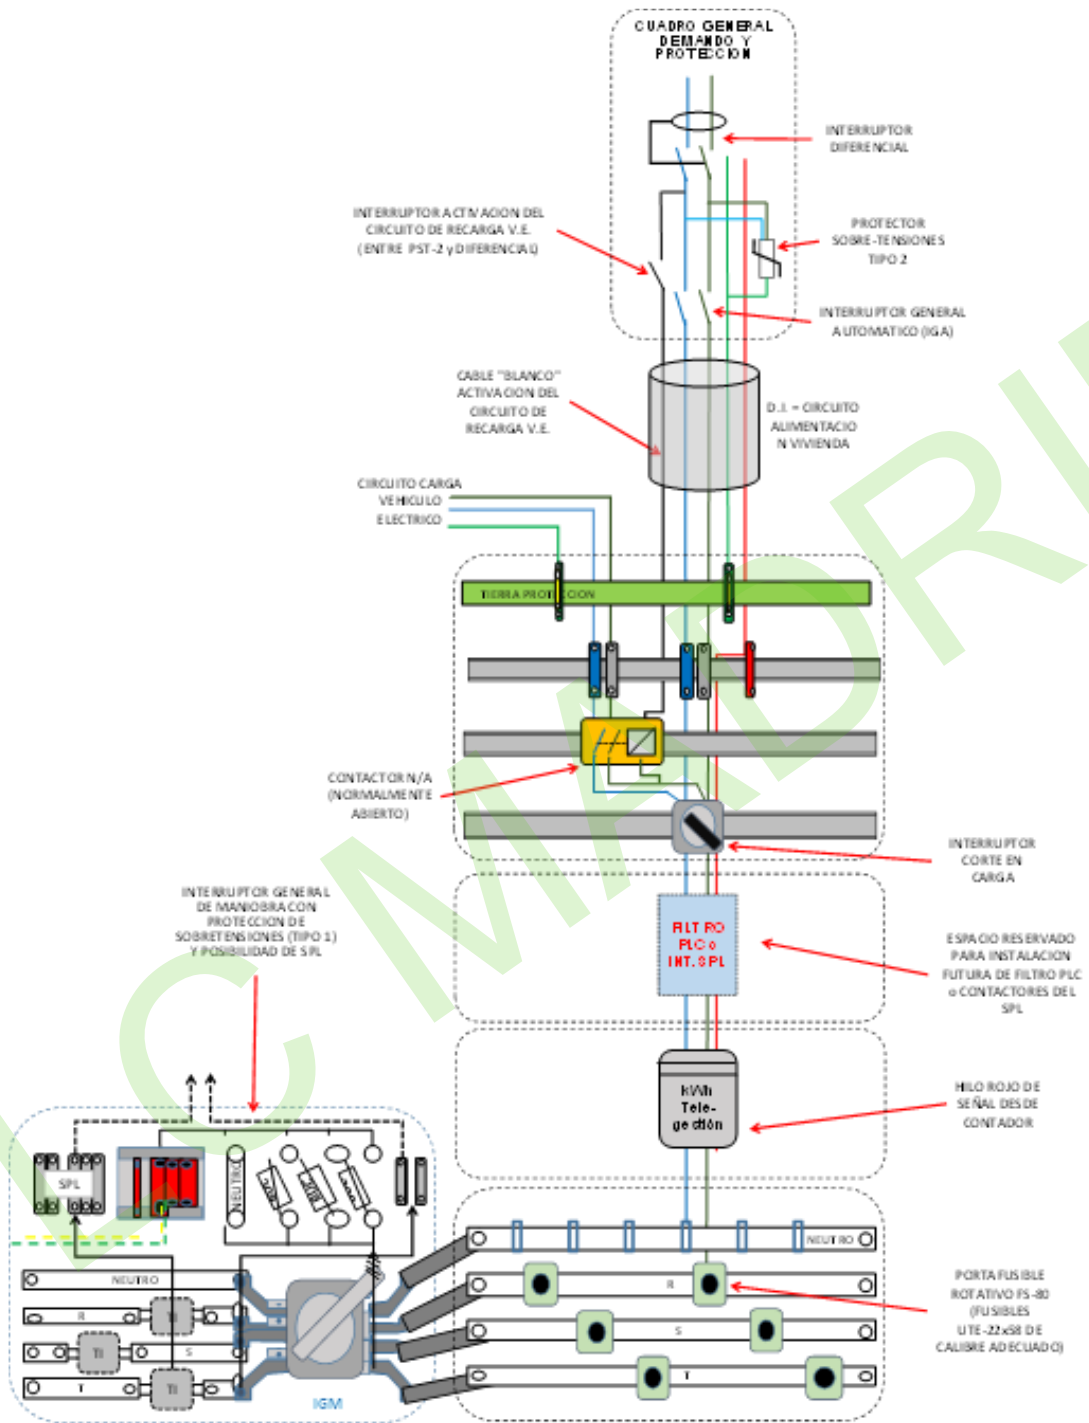 CUADRO GENERAL
DEMANDO Y
PROTECCION
INTERRUPTOR
DIFERENCIAL
INTERRUPTOR ACTIVACION DEL
CIRCUITO DE RECARGA V.E.
(ENTRE PST-2 y DIFERENCIAL)
PROTECTOR
SOBRE-TENSIONES
TIPO 2
INTERRUPTOR GENERAL
AUTOMATICO (IGA)
CABLE "BLANCO"
ACTIVACION DEL
CIRCUITO DE
RECARGA V.E.
D.I. = CIRCUITO
ALIMENTACIO
N VIVIENDA
CIRCUITO CARGA
VEHICULO
ELECTRICO
TIERRA PROTECCION
CONTACTOR N/A
(NORMALMENTE
ABIERTO)
INTERRUPTOR
CORTE EN
CARGA
INTERRUPTOR GENERAL
DE MANIOBRA CON
PROTECCION DE
SOBRETENSIONES (TIPO 1)
Y POSIBILIDAD DE SPL
FILTRO
PLC o
INT. SPL
ESPACIO RESERVADO
PARA INSTALACION
FUTURA DE FILTRO PLC
o CONTACTORES DEL
SPL
kWh
Tele-
gestión
HILO ROJO DE
SEÑAL DESDE
CONTADOR
SPL
NEUTRO
NEUTRO
NEUTRO
R
TI
R
TI
S
S
T
TI
T
IGM
PORTA FUSIBLE
ROTATIVO FS-80
(FUSIBLES
UTE-22x58 DE
CALIBRE ADECUADO)
LC MADRI